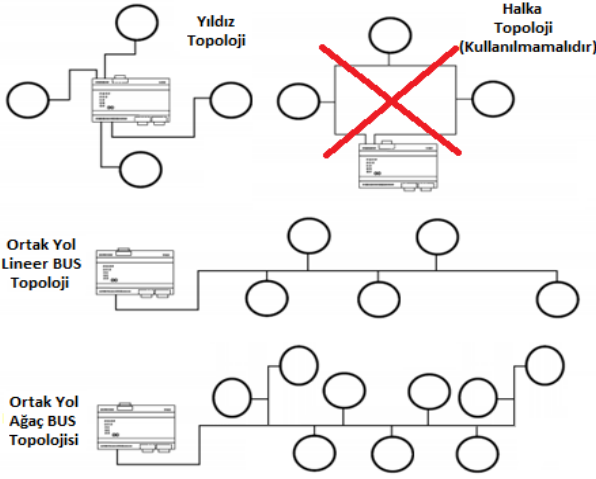 Yıldız
Topoloji
Halka
Topoloji
(Kullanılmamalıdır)
Ortak Yol
Lineer BUS
Topoloji
Ortak Yol
Ağaç BUS
Topolojisi